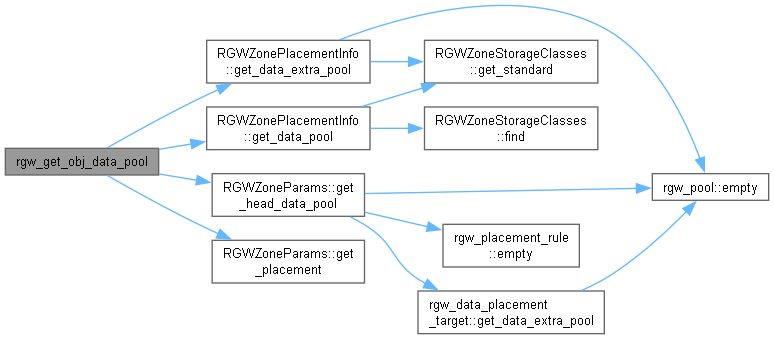 RGWZonePlacementInfo
::get_data_extra_pool
RGWZoneStorageClasses
::get_standard
RGWZonePlacementInfo
::get_data_pool
RGWZoneStorageClasses
::find
rgw_get_obj_data_pool
RGWZoneParams::get
_head_data_pool
rgw_pool::empty
rgw_placement_rule
::empty
RGWZoneParams::get
_placement
rgw_data_placement
_target::get_data_extra_pool